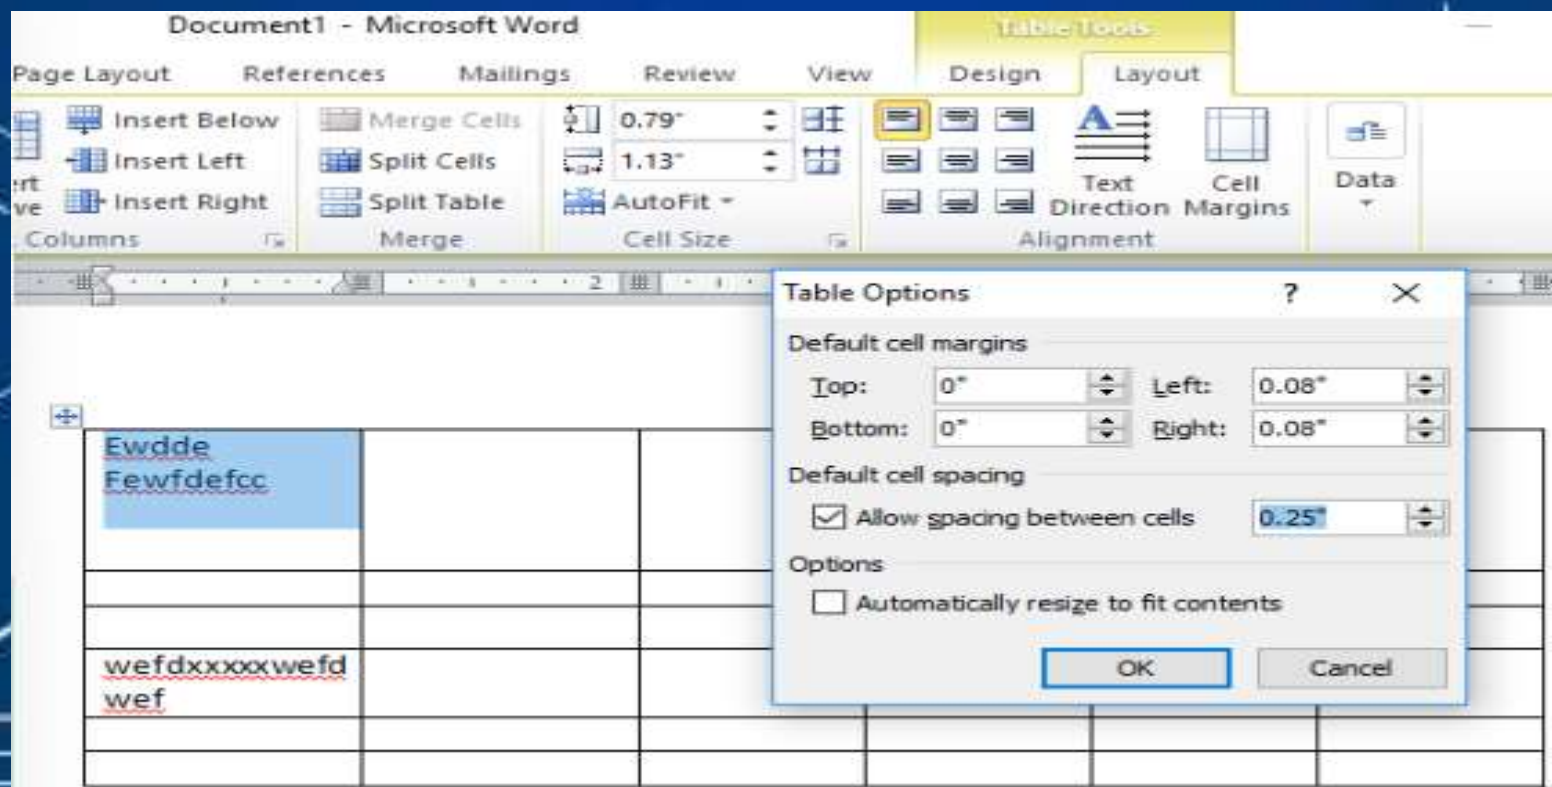 Document1 - Microsoft Word
Table Tools
Page Layout References Mailings Review View Design Layout
Insert Below Merge Cells 0.79"
Insert Left Split Cells 1.13"
Insert Right Split Table AutoFit
Text Direction
Cell Margins
Data
Columns Merge Cell Size Alignment
2
Table Options ?
Default cell margins
Top: 0" Left: 0.08"
Bottom: 0" Right: 0.08"
Default cell spacing
Allow spacing between cells 0.25"
Options
Automatically resize to fit contents
OK Cancel
Ewdde
Fewfdefcc
wefdxxxxxwefd
wef